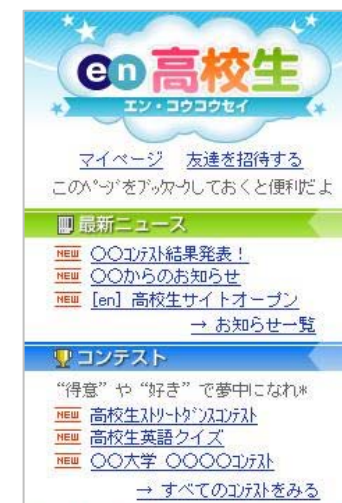 en高校生
エン・コウコウセイ
マイページ 友達を招待する
このﾍﾟｰｼﾞをﾌﾞｯｸﾏｰｸしておくと便利だよ
最新ニュース
NEW ○○ｺﾝﾃｽﾄ結果発表！
NEW ○○からのお知らせ
NEW [en] 高校生サイトオープン
→ お知らせ一覧
コンテスト
“得意”や“好き”で夢中になれ*
NEW 高校生ｽﾄﾘｰﾄﾀﾞﾝｽｺﾝﾃｽﾄ
NEW 高校生英語クイズ
NEW ○○大学 ○○○○ｺﾝﾃｽﾄ
→ すべてのｺﾝﾃｽﾄをみる